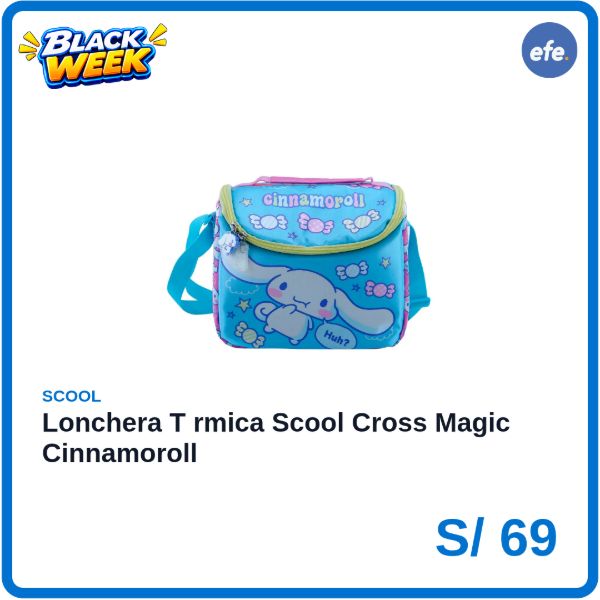 BLACK
WEEK
efe.
cinnamoroll
Huh?
SCOOL
Lonchera T rmica Scool Cross Magic
Cinnamoroll
S/ 69